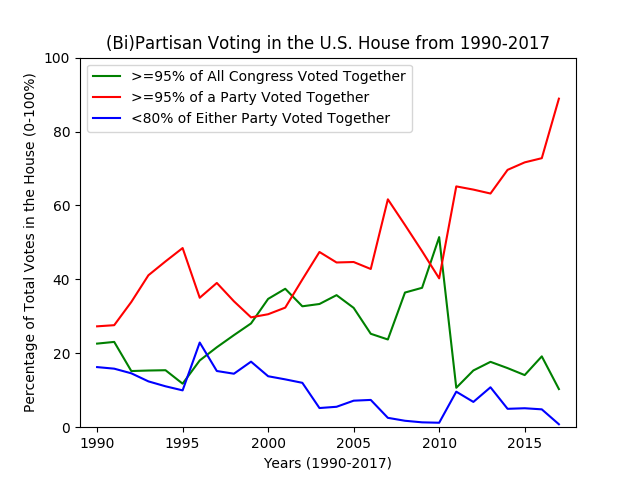 (Bi)Partisan Voting in the U.S. House from 1990-2017
>=95% of All Congress Voted Together
>=95% of a Party Voted Together
<80% of Either Party Voted Together
Percentage of Total Votes in the House (0-100%)
100
80
60
40
20
0
1990 1995 2000 2005 2010 2015
Years (1990-2017)